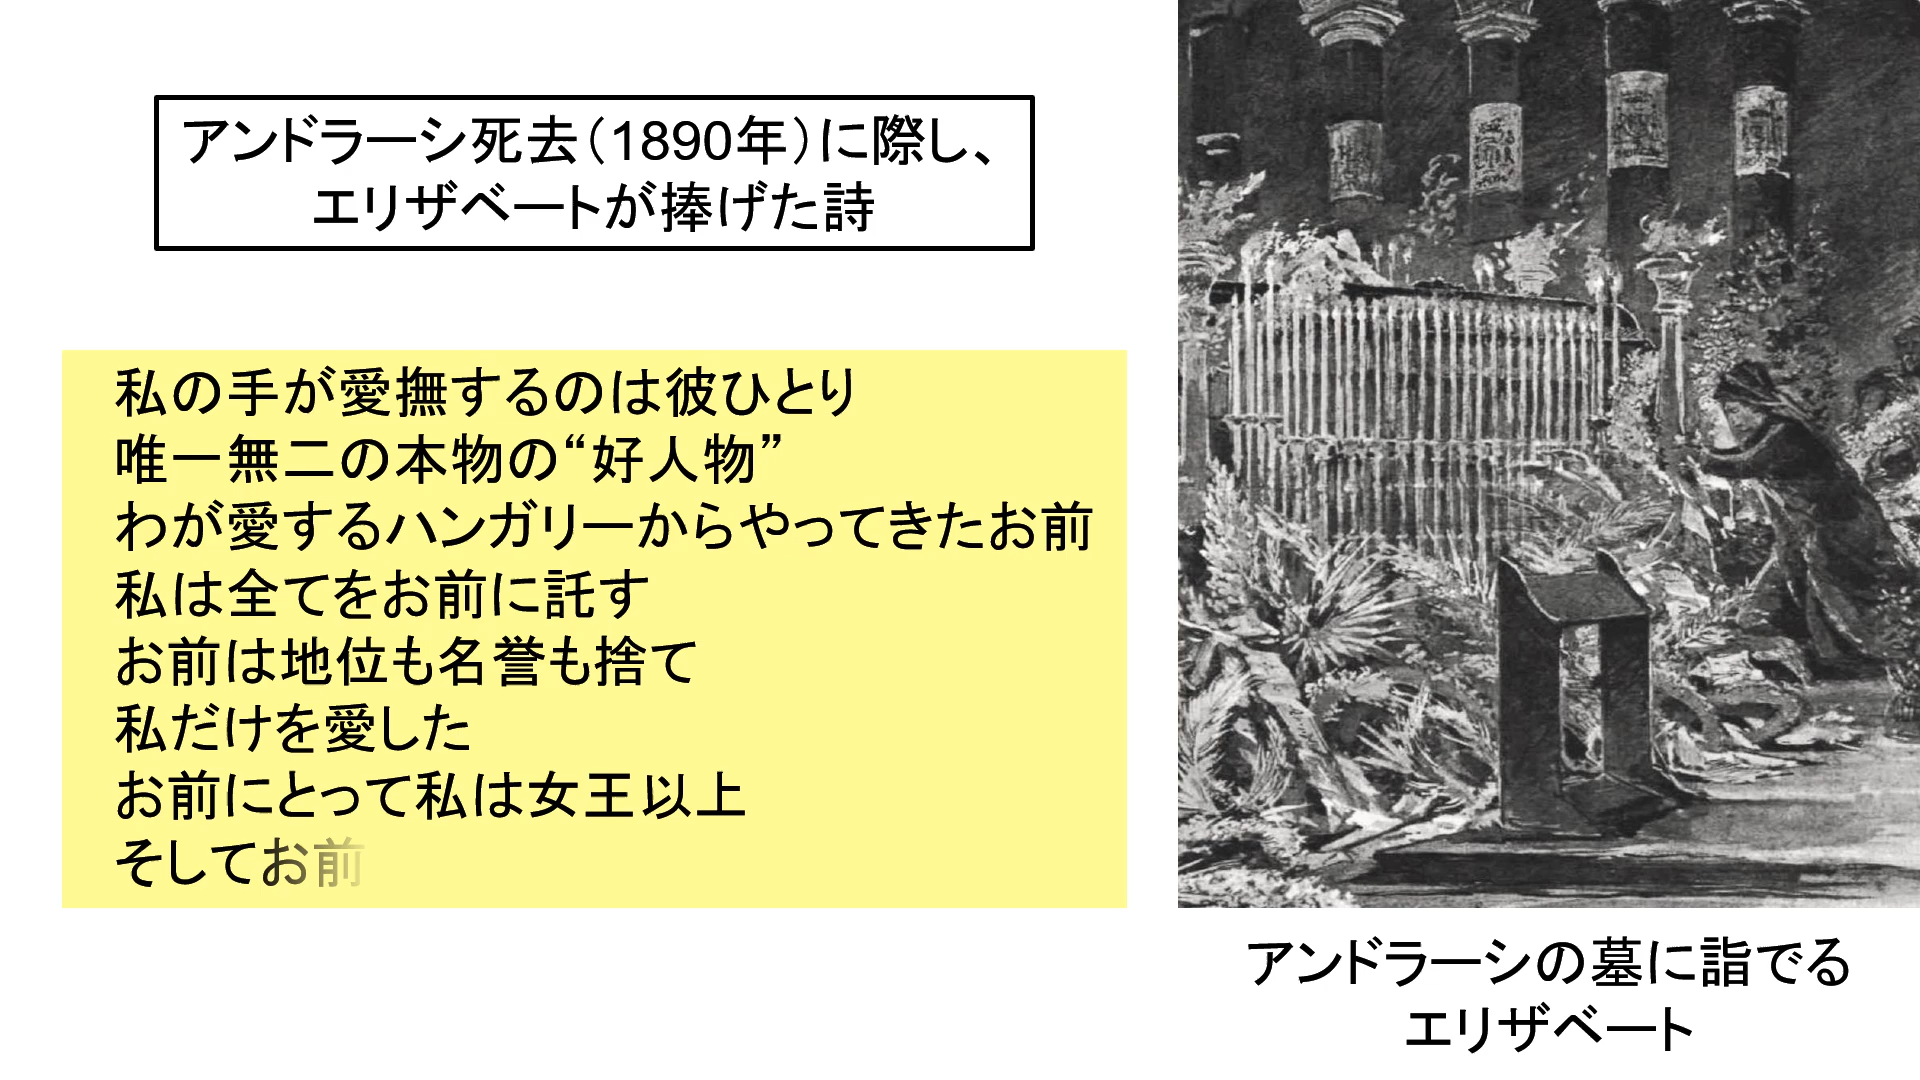 アンドラーシ死去（1890年）に際し、
エリザベートが捧げた詩
私の手が愛撫するのは彼ひとり
唯一無二の本物の“好人物”
わが愛するハンガリーからやってきたお前
私は全てをお前に託す
お前は地位も名誉も捨て
私だけを愛した
お前にとって私は女王以上
そしてお前
アンドラーシの墓に詣でる
エリザベート